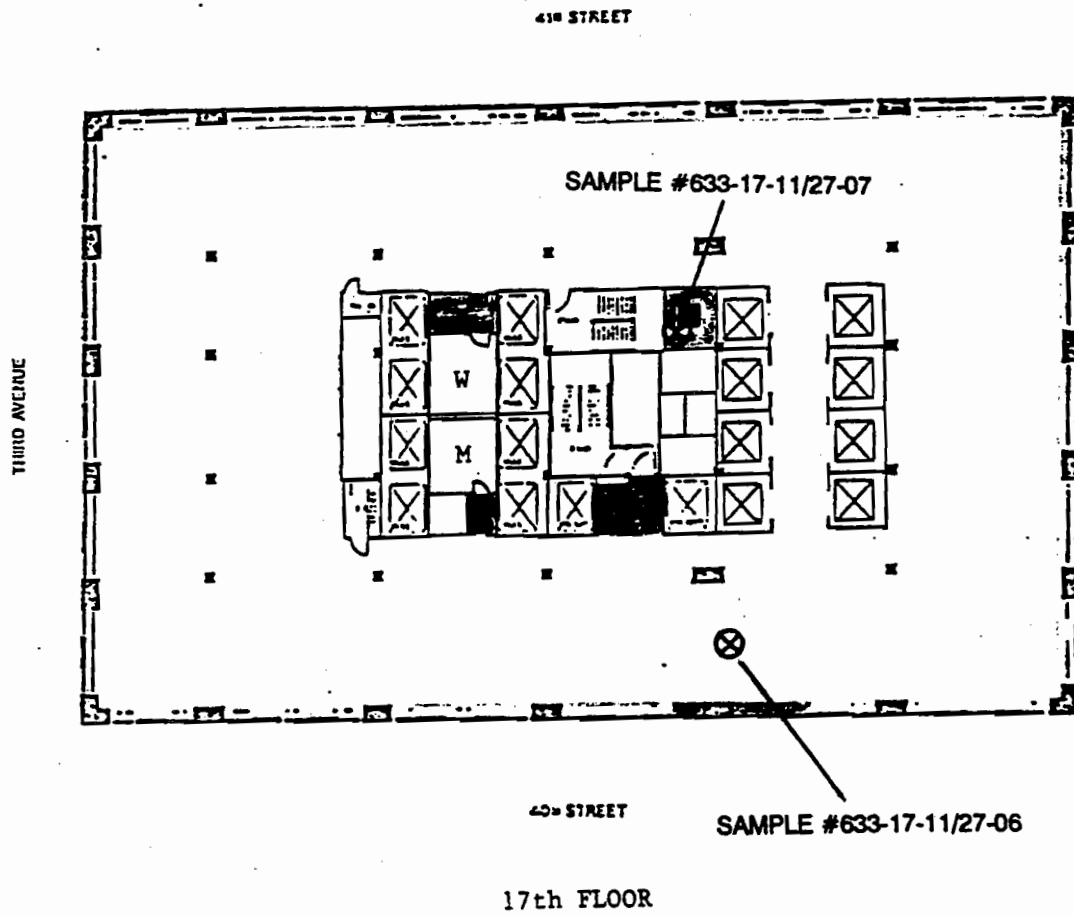 41st STREET
SAMPLE #633-17-11/27-07
THIRD AVENUE
W
M
40th STREET
SAMPLE #633-17-11/27-06
17th FLOOR